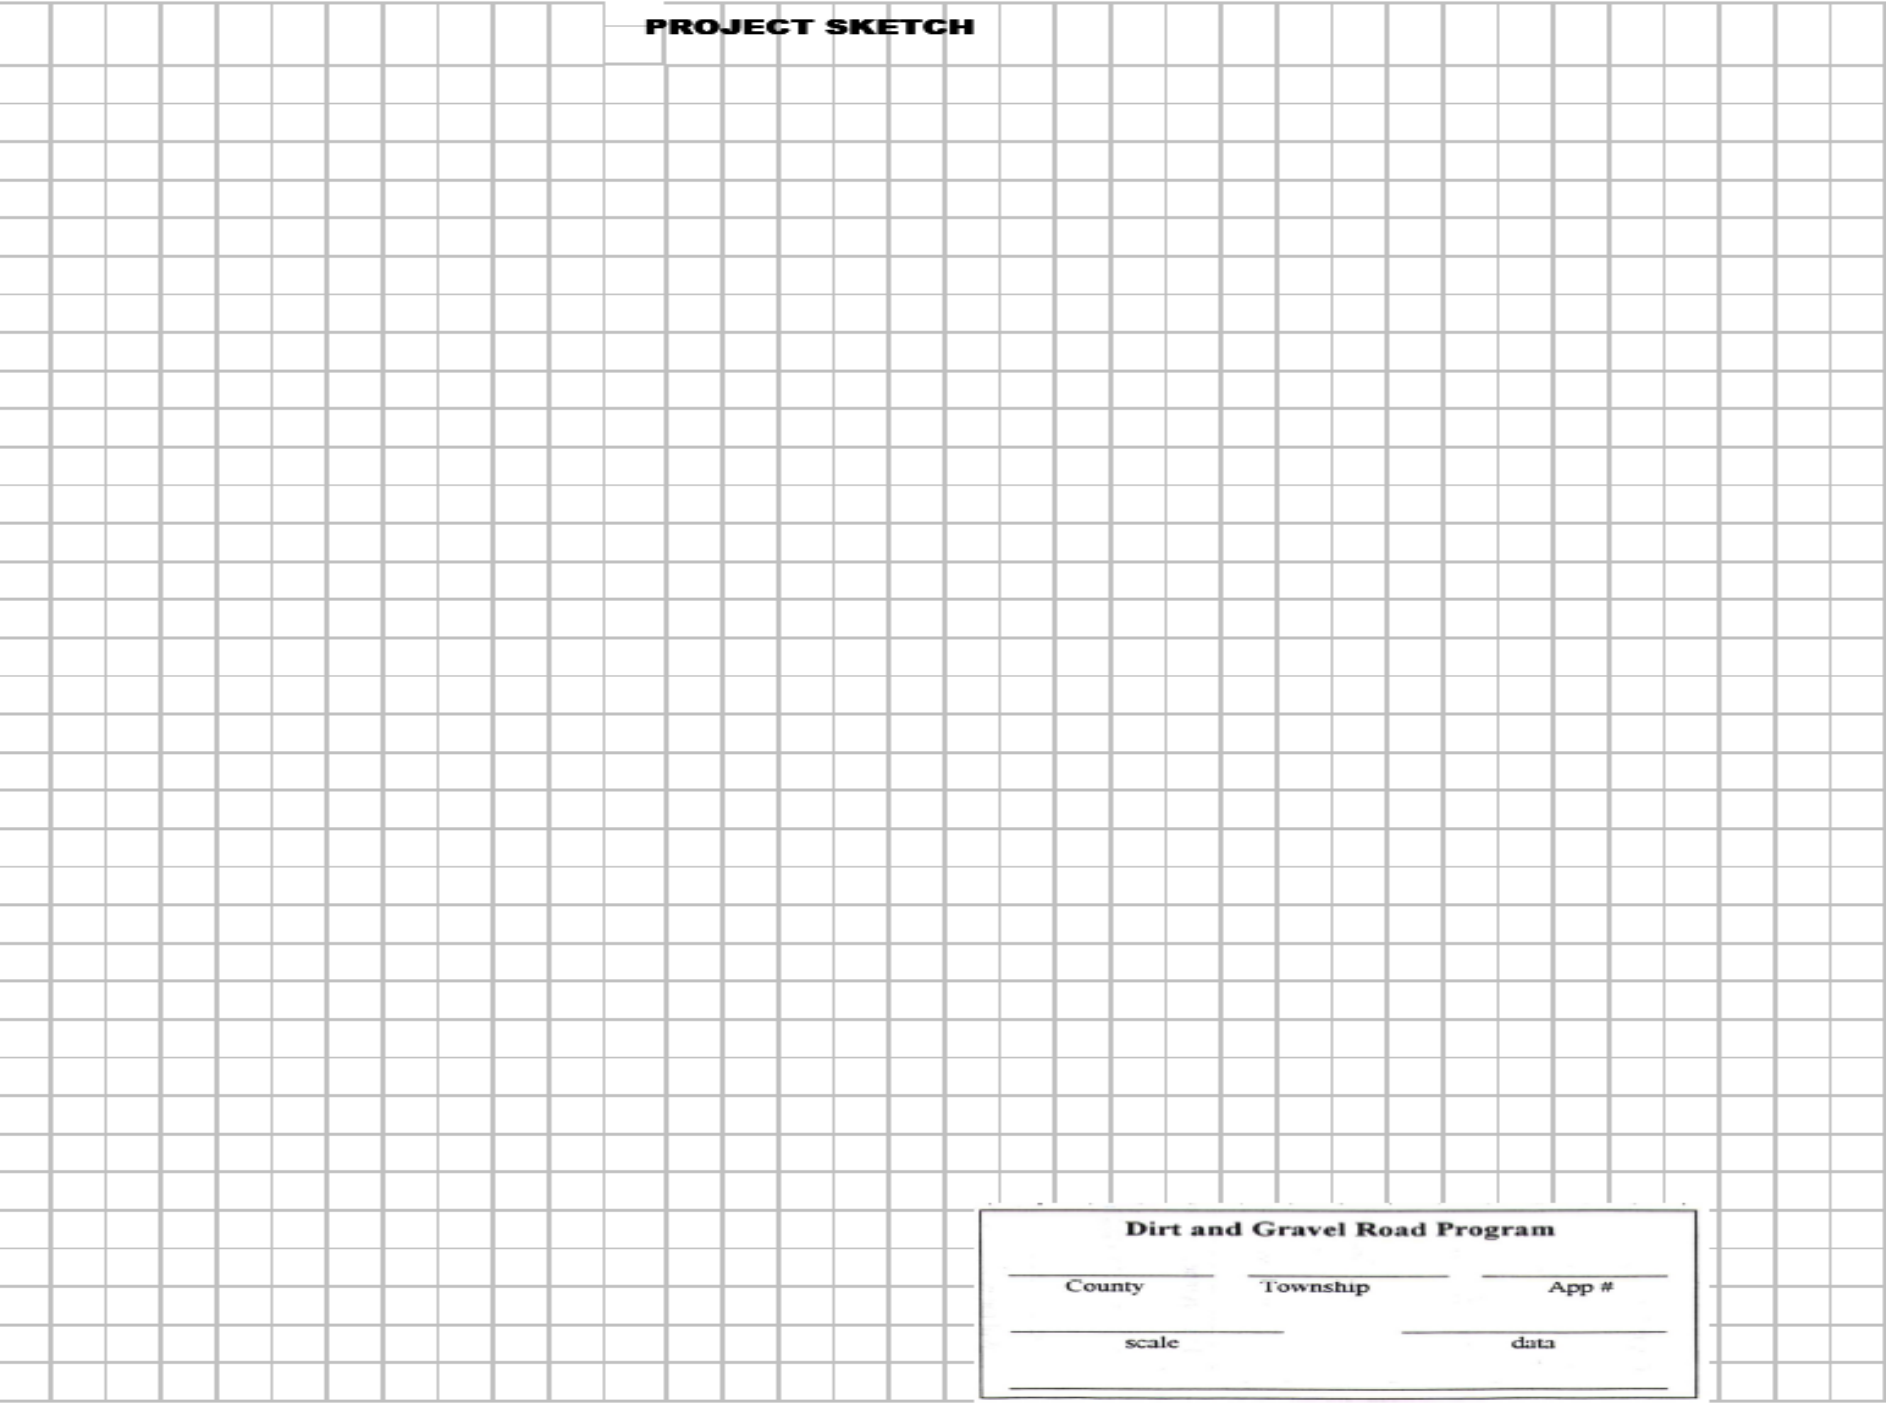 PROJECT SKETCH
Dirt and Gravel Road Program
County Township App #
scale data